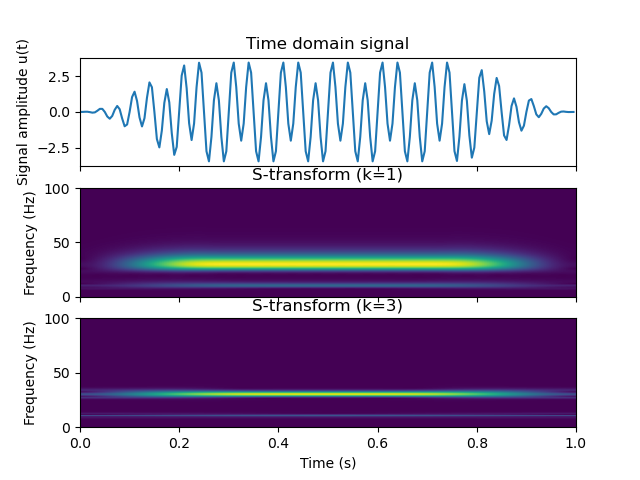 Time domain signal
Signal amplitude u(t)
2.5
0.0
−2.5
S-transform (k=1)
Frequency (Hz)
100
50
0
S-transform (k=3)
Frequency (Hz)
100
50
0
0.0 0.2 0.4 0.6 0.8 1.0
Time (s)